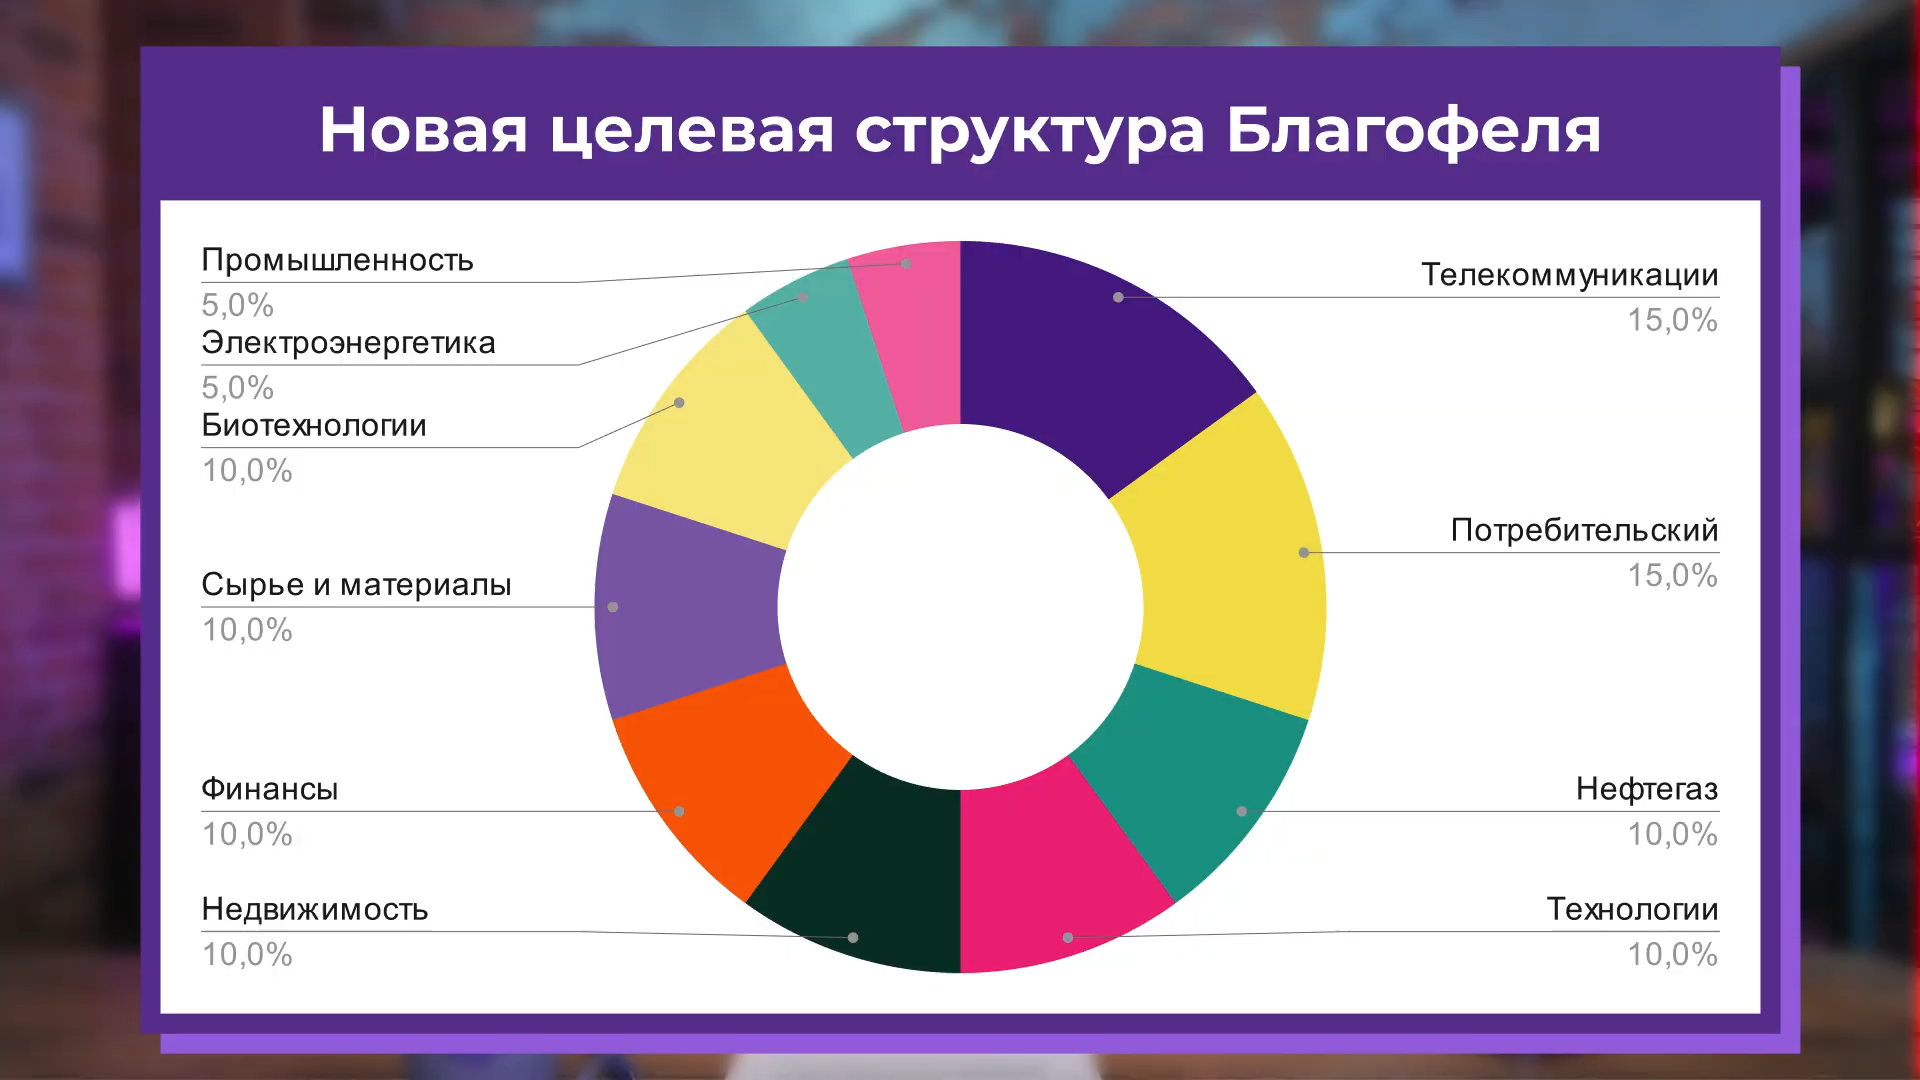 Новая целевая структура Благофеля
Промышленность
5,0%
Электроэнергетика
5,0%
Биотехнологии
10,0%
Сырье и материалы
10,0%
Финансы
10,0%
Недвижимость
10,0%
Телекоммуникации
15,0%
Потребительский
15,0%
Нефтегаз
10,0%
Технологии
10,0%